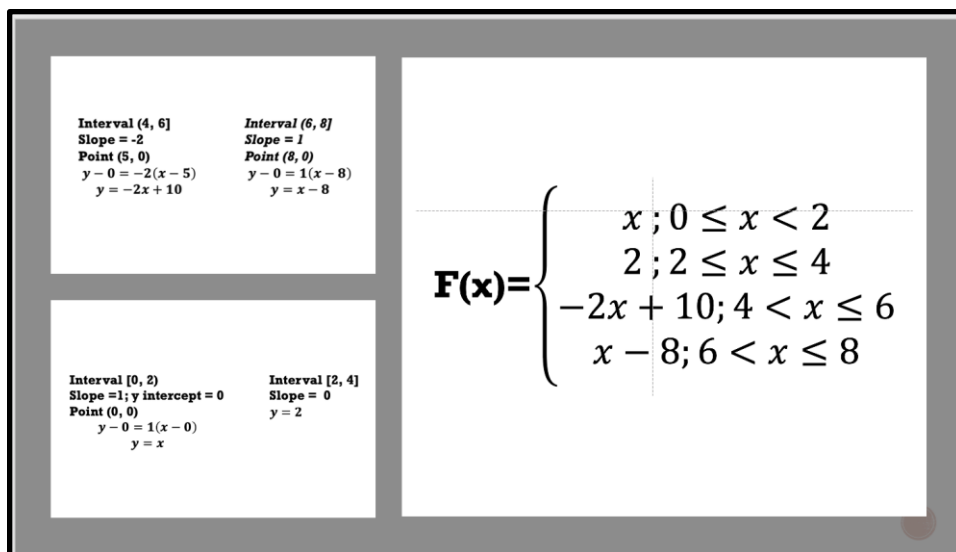 Interval (4, 6]
Slope = -2
Point (5, 0)
y − 0 = −2(x − 5)
y = −2x + 10
Interval (6, 8]
Slope = 1
Point (8, 0)
y − 0 = 1(x − 8)
y = x − 8
Interval [0, 2)
Slope =1; y intercept = 0
Point (0, 0)
y − 0 = 1(x − 0)
y = x
Interval [2, 4]
Slope = 0
y = 2
F(x)=
x ; 0 ≤ x < 2
2 ; 2 ≤ x ≤ 4
−2x + 10; 4 < x ≤ 6
x − 8; 6 < x ≤ 8